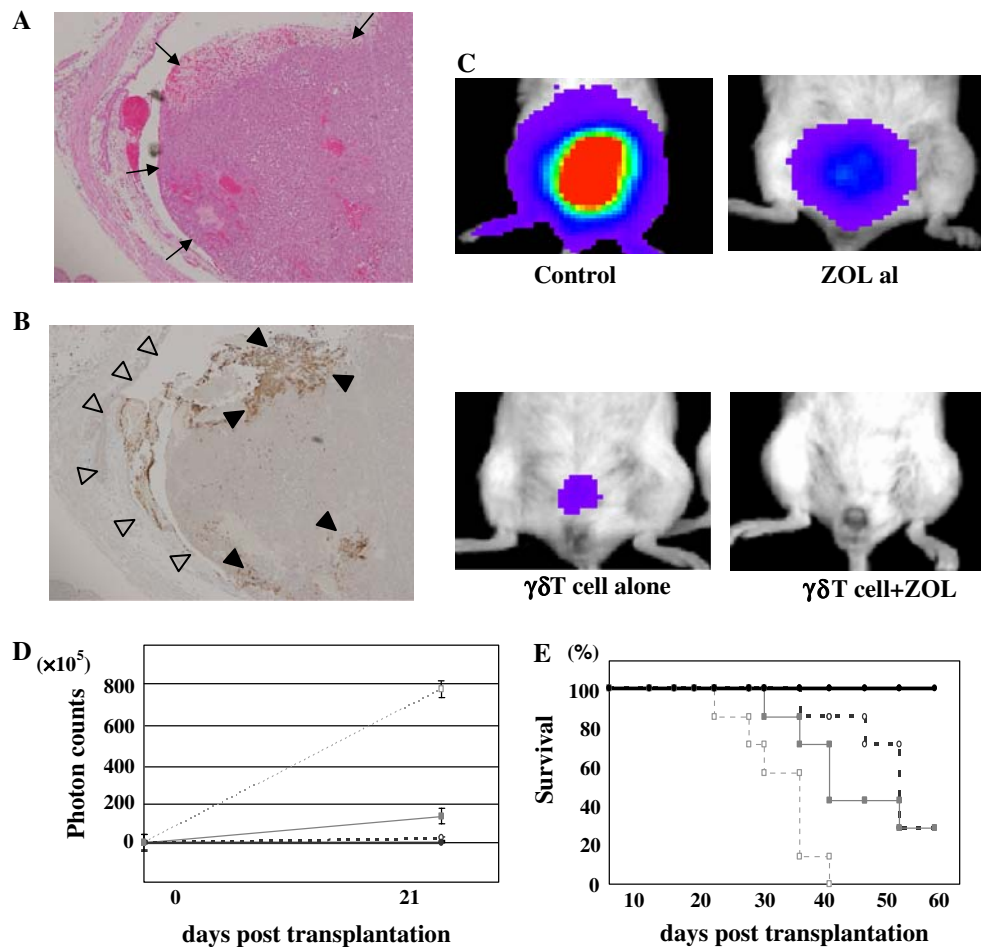 A
C
Control
ZOL al
B
γδT cell alone
γδT cell+ZOL
D
(×10⁵)
Photon counts
800
600
400
200
0
0
21
days post transplantation
E
(%)
Survival
100
80
60
40
20
0
10
20
30
40
50
60
days post transplantation